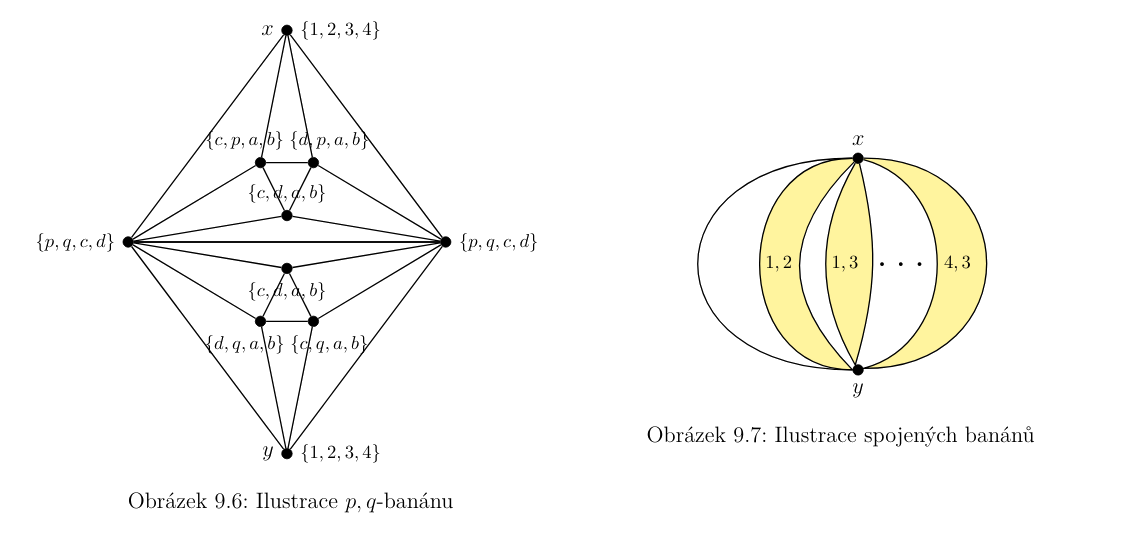 x {1, 2, 3, 4}
{c, p, a, b} {d, p, a, b}
{c, d, a, b}
{p, q, c, d} {p, q, c, d}
{c, d, a, b}
{d, q, a, b} {c, q, a, b}
y {1, 2, 3, 4}
Obrázek 9.6: Ilustrace p, q-banánu
x
1, 2 1, 3 · · · 4, 3
y
Obrázek 9.7: Ilustrace spojených banánů